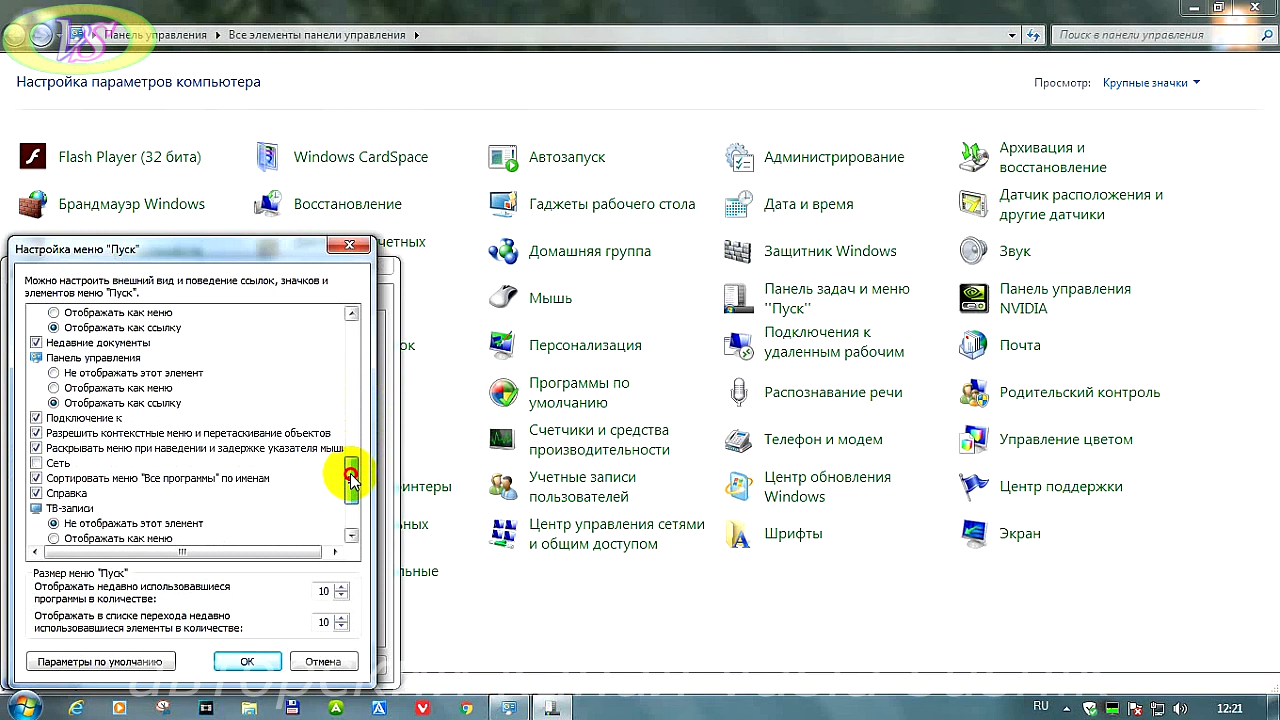 Панель управления
Все элементы панели управления
Поиск в панели управления
Настройка параметров компьютера
Просмотр:
Крупные значки
Flash Player (32 бита)
Windows CardSpace
Автозапуск
Администрирование
Архивация и
восстановление
Брандмауэр Windows
Восстановление
Гаджеты рабочего стола
Дата и время
Датчик расположения и
другие датчики
Домашняя группа
Защитник Windows
Звук
Мышь
Панель задач и меню
"Пуск"
Панель управления
NVIDIA
Персонализация
Подключения к
удаленным рабочим
Почта
Программы по
умолчанию
Распознавание речи
Родительский контроль
Счетчики и средства
производительности
Телефон и модем
Управление цветом
Учетные записи
пользователей
Центр обновления
Windows
Центр поддержки
Центр управления сетями
и общим доступом
Шрифты
Экран
Настройка меню "Пуск"
Можно настроить внешний вид и поведение ссылок, значков и
элементов меню "Пуск".
Отображать как меню
Отображать как ссылку
Недавние документы
Панель управления
Не отображать этот элемент
Отображать как меню
Отображать как ссылку
Подключение к
Разрешить контекстные меню и перетаскивание объектов
Раскрывать меню при наведении и задержке указателя мыши
Сеть
Сортировать меню "Все программы" по именам
Справка
ТВ-записи
Не отображать этот элемент
Отображать как меню
Размер меню "Пуск"
Отображать недавно использовавшиеся
программы в количестве:
10
Отображать в списке перехода недавно
использовавшиеся элементы в количестве:
10
Параметры по умолчанию
ОК
Отмена
RU
12:21